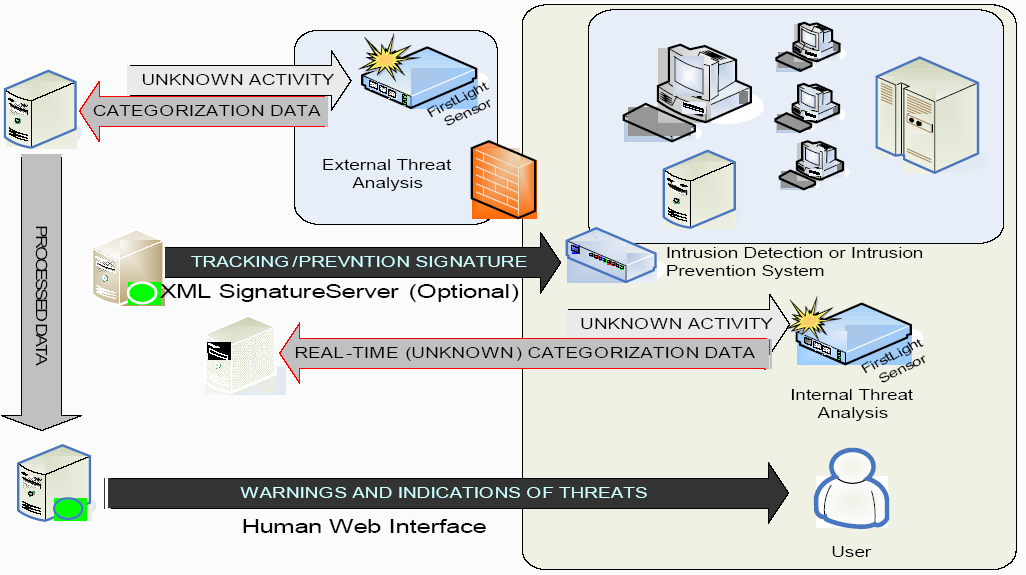 UNKNOWN ACTIVITY
CATEGORIZATION DATA
FirstLight
Sensor
External Threat
Analysis
PROCESSED DATA
TRACKING/PREVNTION SIGNATURE
XML SignatureServer (Optional)
Intrusion Detection or Intrusion
Prevention System
UNKNOWN ACTIVITY
REAL-TIME (UNKNOWN) CATEGORIZATION DATA
FirstLight
Sensor
Internal Threat
Analysis
WARNINGS AND INDICATIONS OF THREATS
Human Web Interface
User